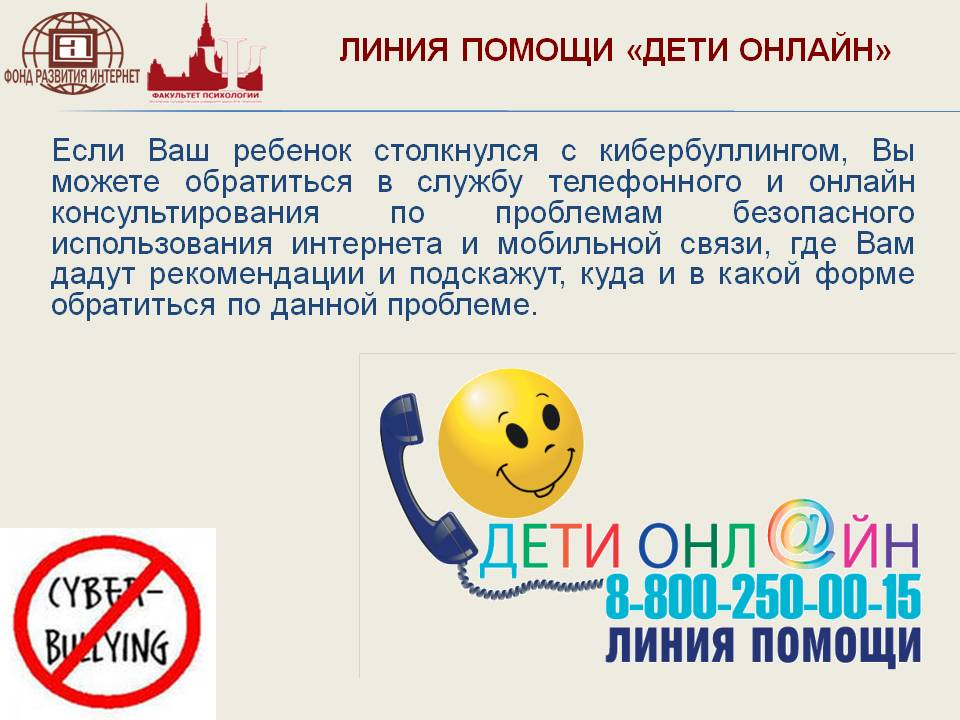 ФОНД РАЗВИТИЯ ИНТЕРНЕТ
ФАКУЛЬТЕТ ПСИХОЛОГИИ
ЛИНИЯ ПОМОЩИ «ДЕТИ ОНЛАЙН»
Если Ваш ребенок столкнулся с кибербуллингом, Вы
можете обратиться в службу телефонного и онлайн
консультирования по проблемам безопасного
использования интернета и мобильной связи, где Вам
дадут рекомендации и подскажут, куда и в какой форме
обратиться по данной проблеме.
ДЕТИ ОНЛ@ЙН
8-800-250-00-15
ЛИНИЯ ПОМОЩИ
CYBER-
BULLYING